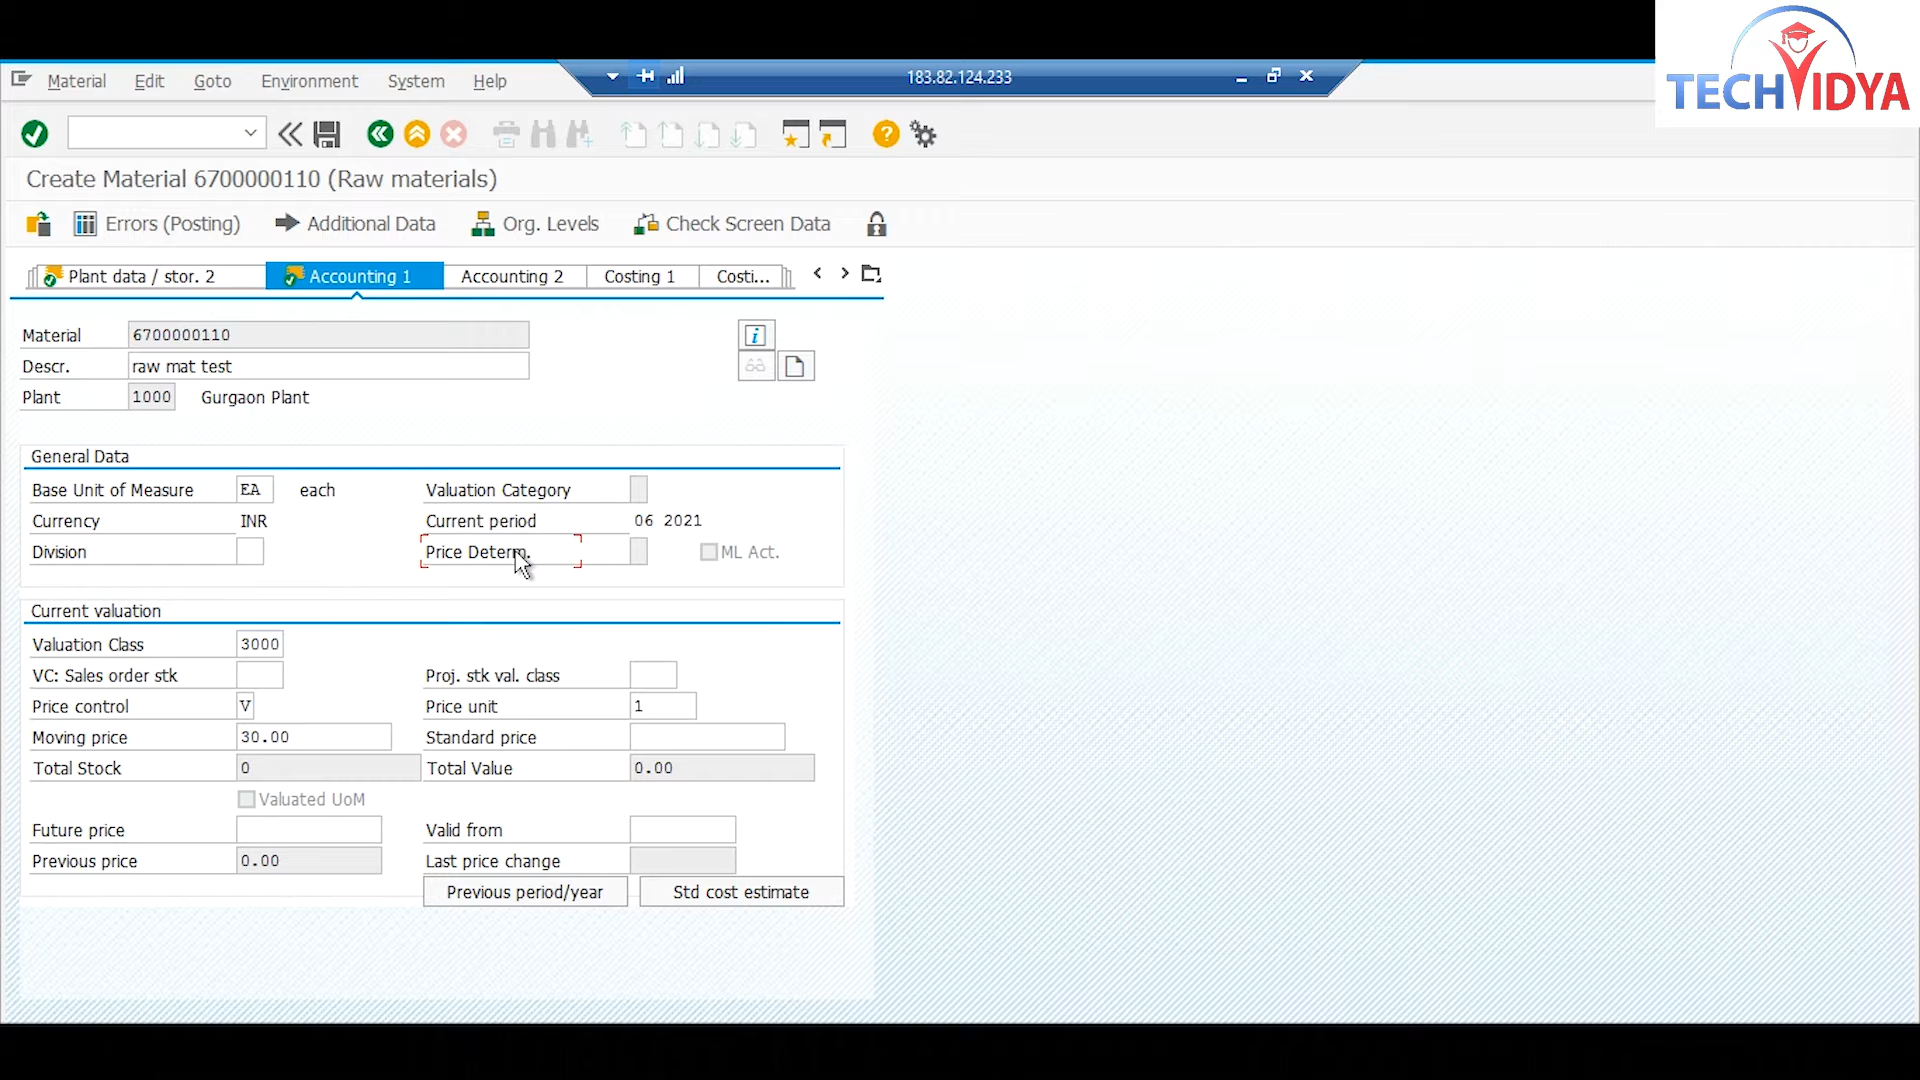 183.82.124.233
TECHVIDYA
Material Edit Goto Environment System Help
Create Material 6700000110 (Raw materials)
Errors (Posting) Additional Data Org. Levels Check Screen Data
Plant data / stor. 2 Accounting 1 Accounting 2 Costing 1 Costi...
Material 6700000110
Descr. raw mat test
Plant 1000 Gurgaon Plant
General Data
Base Unit of Measure EA each Valuation Category
Currency INR Current period 06 2021
Division Price Determ. ML Act.
Current valuation
Valuation Class 3000
VC: Sales order stk Proj. stk val. class
Price control V Price unit 1
Moving price 30.00 Standard price
Total Stock 0 Total Value 0.00
Valuated UoM
Future price Valid from
Previous price 0.00 Last price change
Previous period/year Std cost estimate